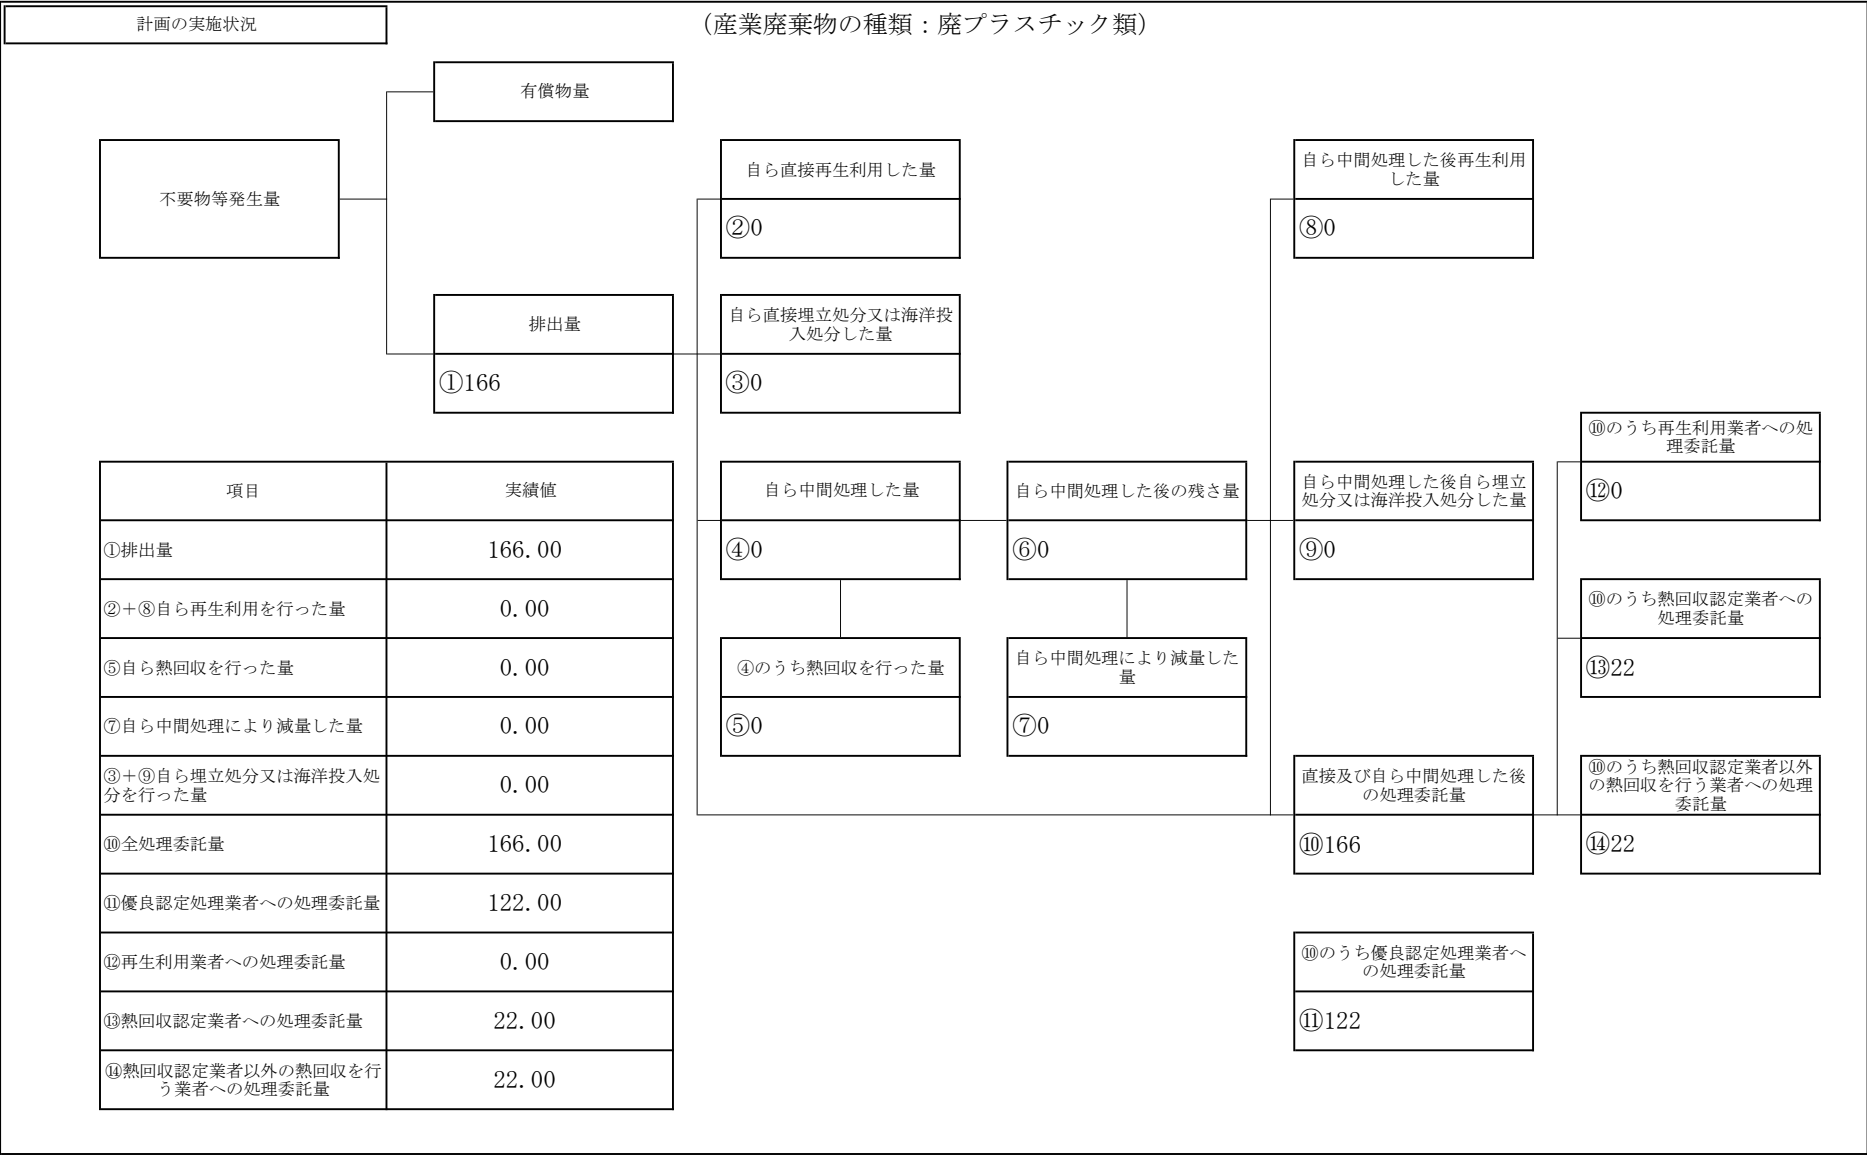 計画の実施状況
（産業廃棄物の種類：廃プラスチック類）
有償物量
不要物等発生量
排出量
①166
自ら直接再生利用した量
②0
自ら直接埋立処分又は海洋投
入処分した量
③0
自ら中間処理した量
④0
④のうち熱回収を行った量
⑤0
自ら中間処理した後の残さ量
⑥0
自ら中間処理により減量した
量
⑦0
自ら中間処理した後再生利用
した量
⑧0
自ら中間処理した後自ら埋立
処分又は海洋投入処分した量
⑨0
直接及び自ら中間処理した後
の処理委託量
⑩166
⑩のうち優良認定処理業者へ
の処理委託量
⑪122
⑩のうち再生利用業者への処
理委託量
⑫0
⑩のうち熱回収認定業者への
処理委託量
⑬22
⑩のうち熱回収認定業者以外
の熱回収を行う業者への処理
委託量
⑭22
項目 実績値
①排出量 166.00
②＋⑧自ら再生利用を行った量 0.00
⑤自ら熱回収を行った量 0.00
⑦自ら中間処理により減量した量 0.00
③＋⑨自ら埋立処分又は海洋投入処
分を行った量 0.00
⑩全処理委託量 166.00
⑪優良認定処理業者への処理委託量 122.00
⑫再生利用業者への処理委託量 0.00
⑬熱回収認定業者への処理委託量 22.00
⑭熱回収認定業者以外の熱回収を行
う業者への処理委託量 22.00